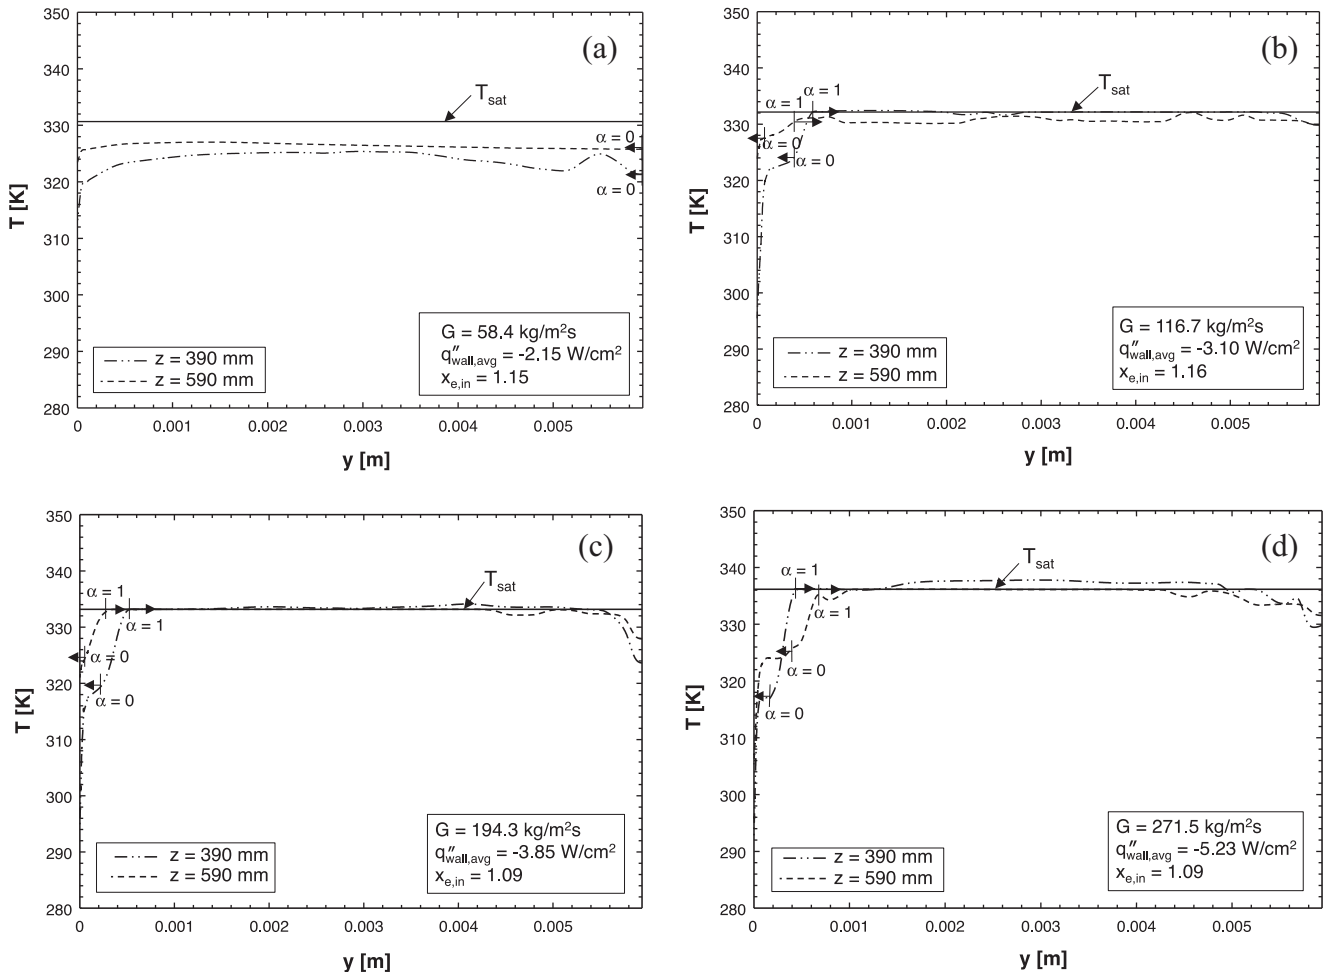 (a)
350
340
330
320
310
300
290
280
T [K]
T_sat
α = 0
α = 0
G = 58.4 kg/m²s
q″_wall,avg = -2.15 W/cm²
x_e,in = 1.15
z = 390 mm
z = 590 mm
0 0.001 0.002 0.003 0.004 0.005
y [m]
(b)
350
340
330
320
310
300
290
280
T [K]
α = 1
α = 1
T_sat
α = 0
α = 0
G = 116.7 kg/m²s
q″_wall,avg = -3.10 W/cm²
x_e,in = 1.16
z = 390 mm
z = 590 mm
0 0.001 0.002 0.003 0.004 0.005
y [m]
(c)
350
340
330
320
310
300
290
280
T [K]
α = 1
T_sat
α = 1
α = 0
α = 0
G = 194.3 kg/m²s
q″_wall,avg = -3.85 W/cm²
x_e,in = 1.09
z = 390 mm
z = 590 mm
0 0.001 0.002 0.003 0.004 0.005
y [m]
(d)
350
340
330
320
310
300
290
280
T [K]
T_sat
α = 1
α = 1
α = 0
α = 0
G = 271.5 kg/m²s
q″_wall,avg = -5.23 W/cm²
x_e,in = 1.09
z = 390 mm
z = 590 mm
0 0.001 0.002 0.003 0.004 0.005
y [m]